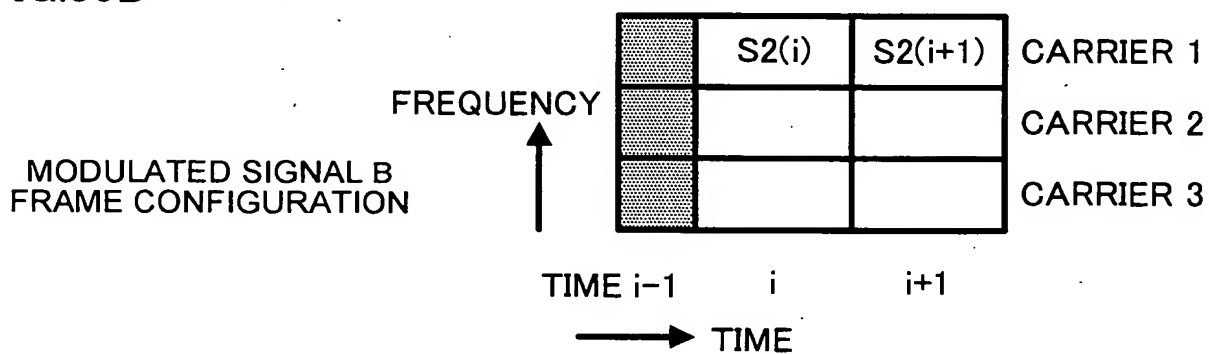 S2(i) S2(i+1) CARRIER 1
FREQUENCY CARRIER 2
MODULATED SIGNAL B
FRAME CONFIGURATION CARRIER 3
TIME i-1 i i+1
TIME